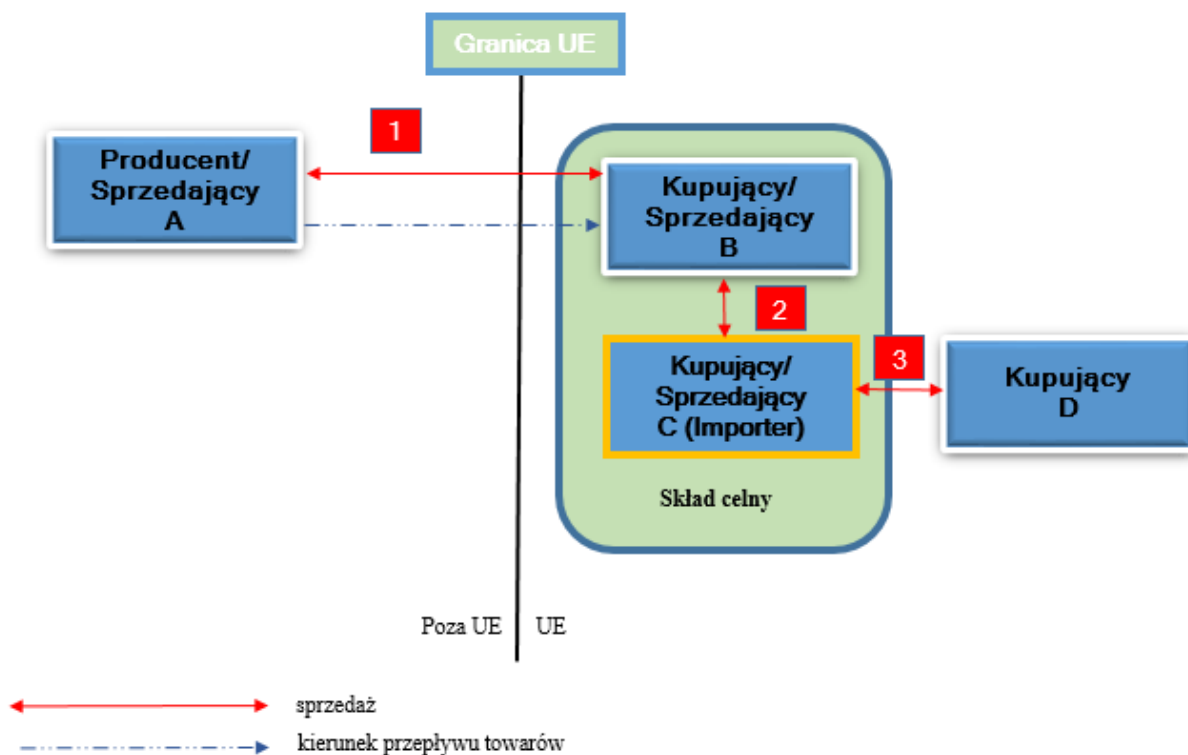 Granica UE
1
Producent/
Sprzedający
A
Kupujący/
Sprzedający
B
2
Kupujący/
Sprzedający
C (Importer)
3
Kupujący
D
Skład celny
Poza UE
UE
sprzedaż
kierunek przepływu towarów